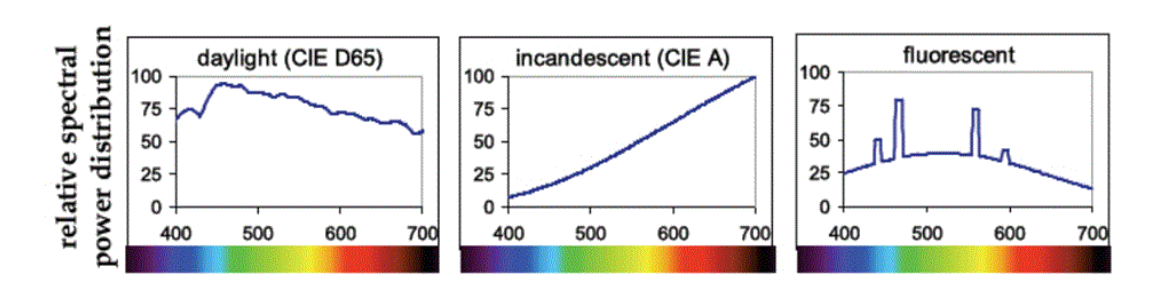 relative spectral
power distribution
daylight (CIE D65)
100
75
50
25
0
400 500 600 700
incandescent (CIE A)
100
75
50
25
0
400 500 600 700
fluorescent
100
75
50
25
0
400 500 600 700